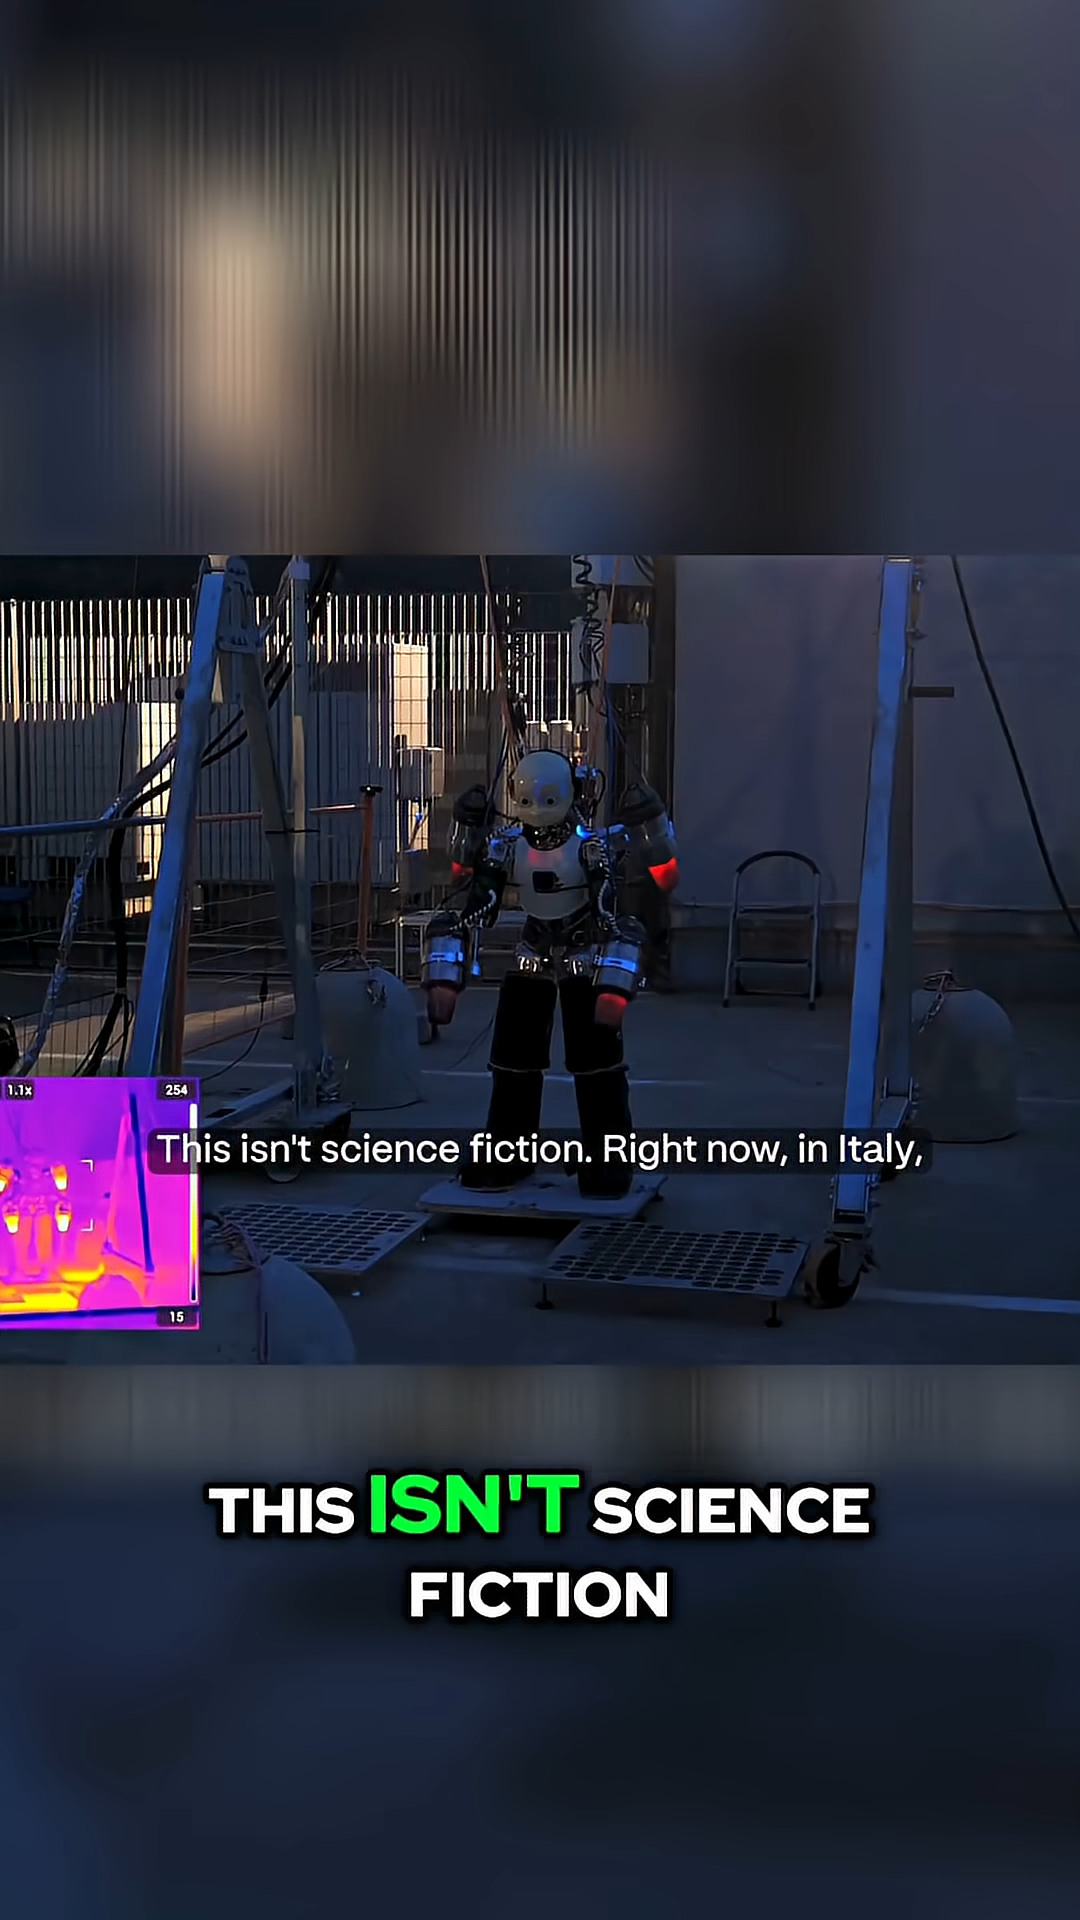 1.1x
254
This isn't science fiction. Right now, in Italy,
15
THIS ISN'T SCIENCE
FICTION